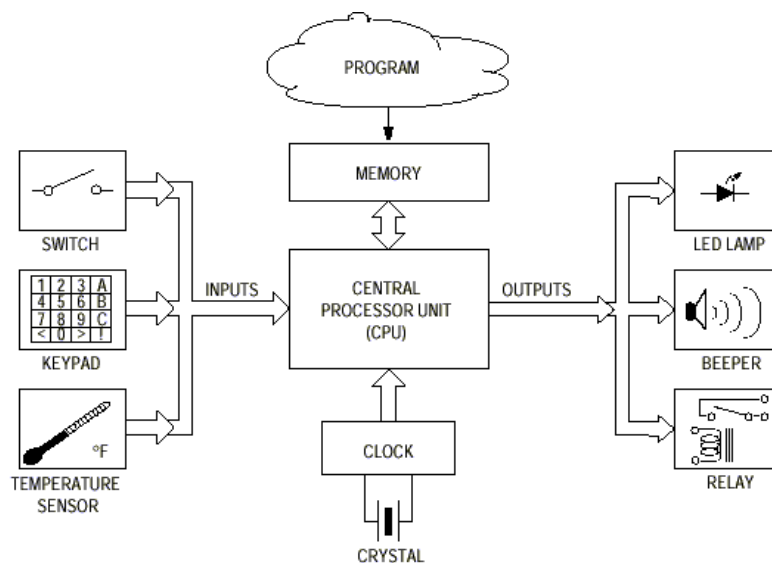 PROGRAM
MEMORY
SWITCH
LED LAMP
INPUTS
CENTRAL
PROCESSOR UNIT
(CPU)
OUTPUTS
1 2 3 A
4 5 6 B
7 8 9 C
< 0 > !
KEYPAD
BEEPER
°F
TEMPERATURE
SENSOR
CLOCK
RELAY
CRYSTAL